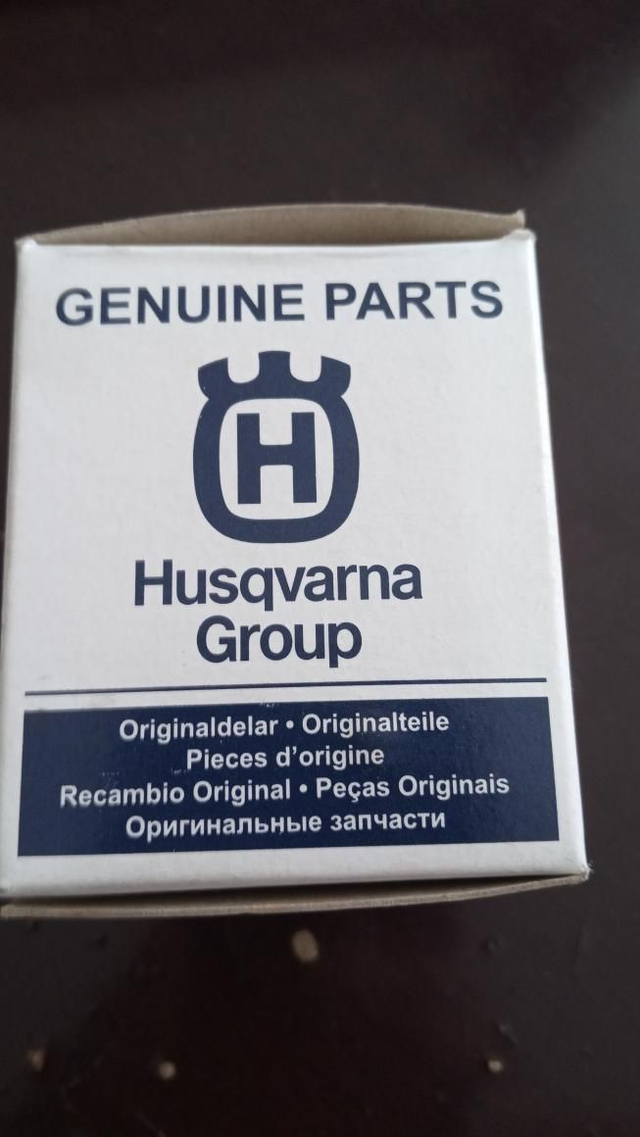 GENUINE PARTS
H
Husqvarna
Group
Originaldelar • Originalteile
Pieces d'origine
Recambio Original • Peças Originais
Оригинальные запчасти